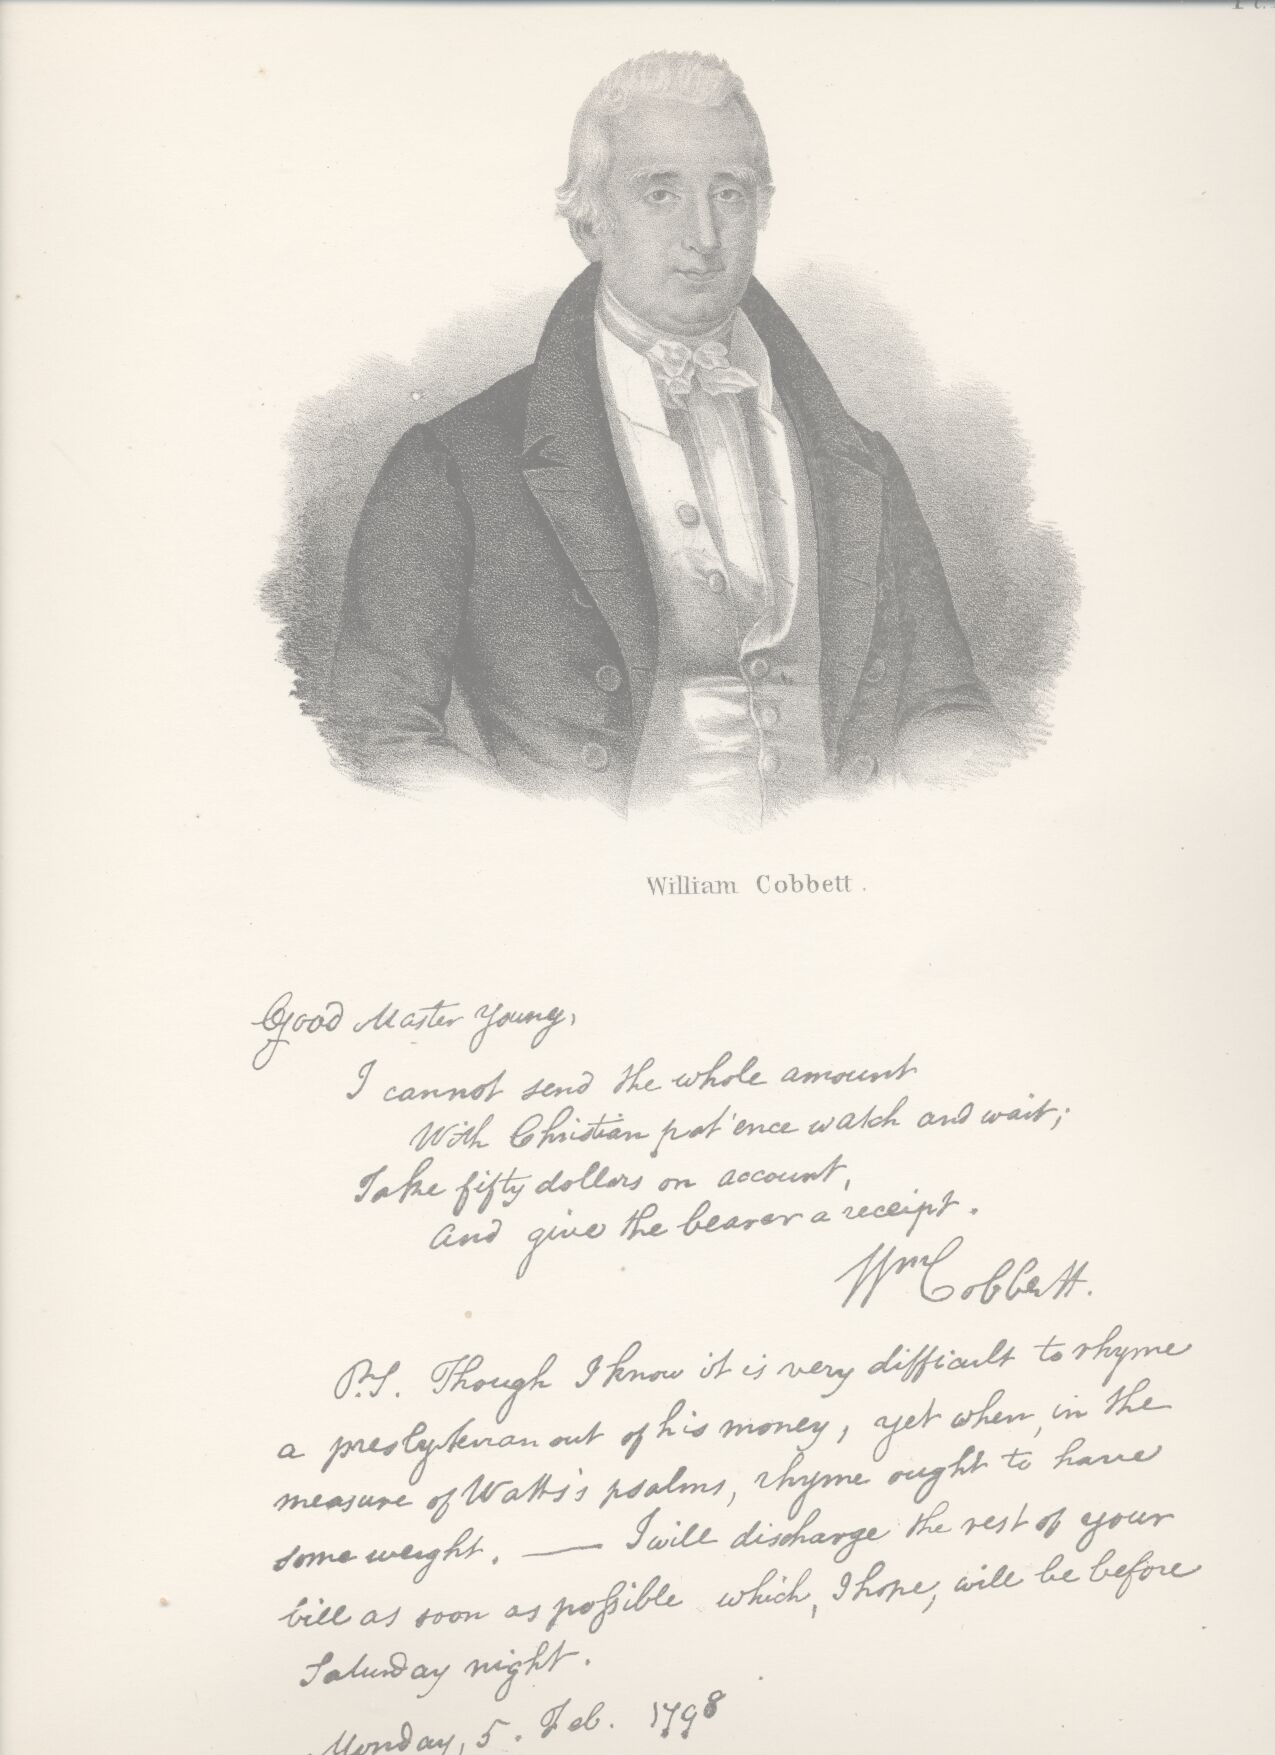 William Cobbett.
Good Master Young,
I cannot send the whole amount
With Christian pat'ence watch and wait;
Take fifty dollars on account,
And give the bearer a receipt.
Wm Cobbett.
P.S. Though I know it is very difficult to rhyme
a presbyterian out of his money, yet when, in the
measure of Watts's psalms, rhyme ought to have
some weight. — I will discharge the rest of your
bill as soon as poſsible which, I hope, will be before
Saturday night.
Monday, 5. Feb. 1798